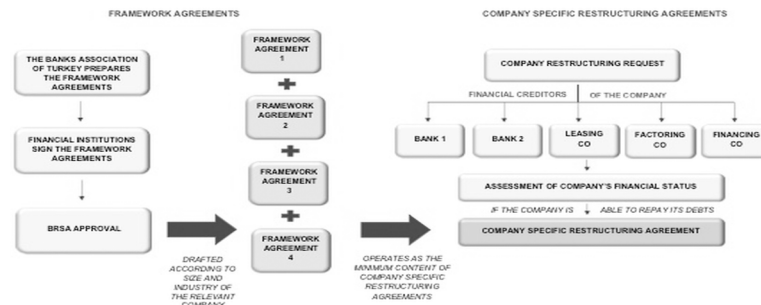 FRAMEWORK AGREEMENTS
THE BANKS ASSOCIATION
OF TURKEY PREPARES
THE FRAMEWORK
AGREEMENTS
FINANCIAL INSTITUTIONS
SIGN THE FRAMEWORK
AGREEMENTS
BRSA APPROVAL
DRAFTED
ACCORDING TO
SIZE AND
INDUSTRY OF
THE RELEVANT
COMPANY
FRAMEWORK
AGREEMENT
1
FRAMEWORK
AGREEMENT
2
FRAMEWORK
AGREEMENT
3
FRAMEWORK
AGREEMENT
4
OPERATES AS THE
MINIMUM CONTENT OF
COMPANY SPECIFIC
RESTRUCTURING
AGREEMENTS
COMPANY SPECIFIC RESTRUCTURING AGREEMENTS
COMPANY RESTRUCTURING REQUEST
FINANCIAL CREDITORS OF THE COMPANY
BANK 1
BANK 2
LEASING
CO
FACTORING
CO
FINANCING
CO
ASSESSMENT OF COMPANY'S FINANCIAL STATUS
IF THE COMPANY IS ABLE TO REPAY ITS DEBTS
COMPANY SPECIFIC RESTRUCTURING AGREEMENT